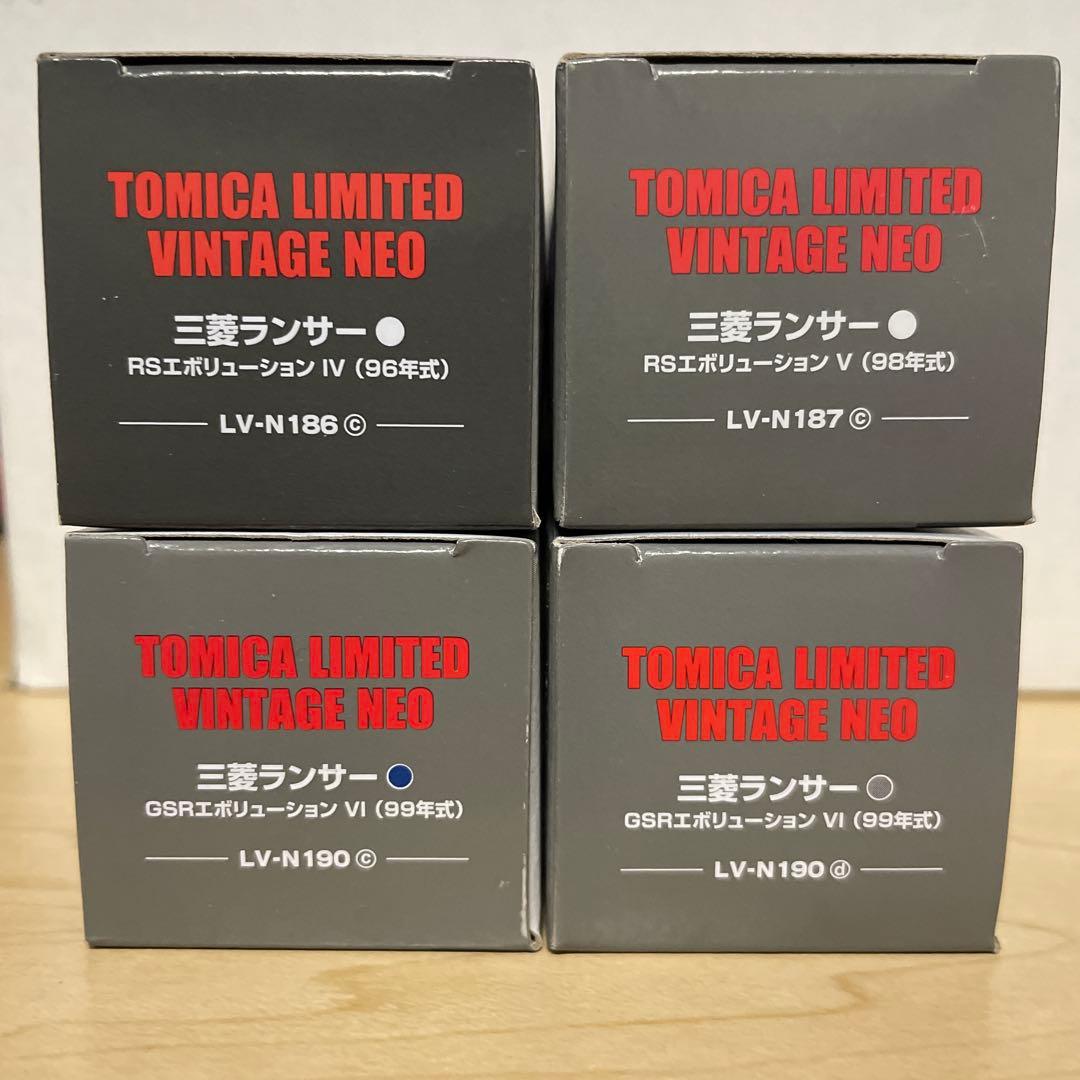 TOMICA LIMITED
VINTAGE NEO
三菱ランサー
RSエボリューション IV（96年式）
LV-N186 ⓒ
TOMICA LIMITED
VINTAGE NEO
三菱ランサー
RSエボリューション V（98年式）
LV-N187 ⓒ
TOMICA LIMITED
VINTAGE NEO
三菱ランサー
GSRエボリューション VI（99年式）
LV-N190 ⓒ
TOMICA LIMITED
VINTAGE NEO
三菱ランサー
GSRエボリューション VI（99年式）
LV-N190 ⓓ